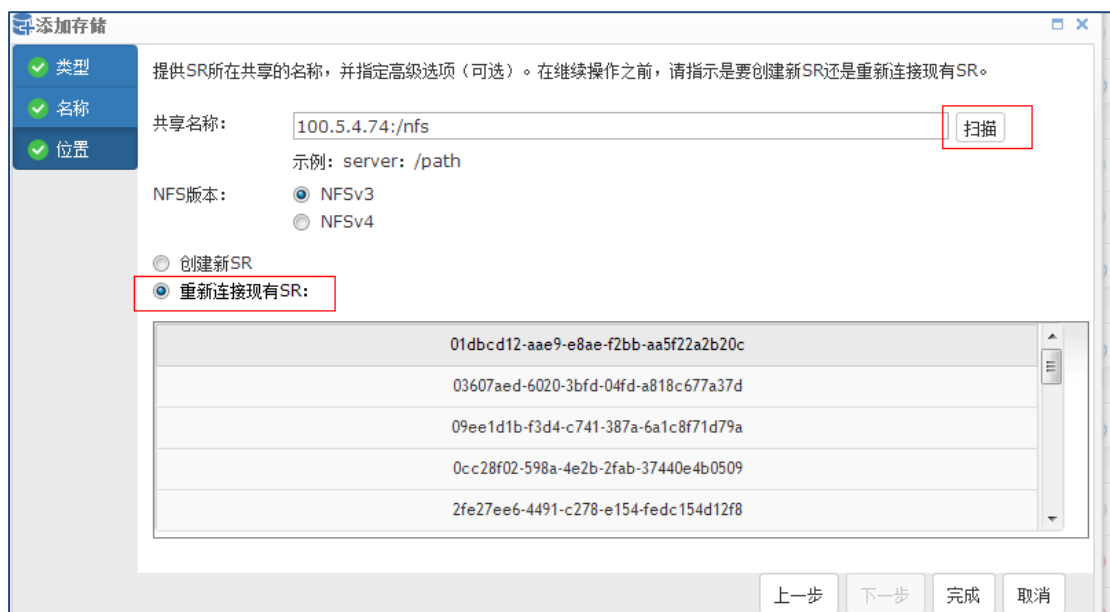 添加存储
类型
名称
位置
提供SR所在共享的名称，并指定高级选项（可选）。在继续操作之前，请指示是要创建新SR还是重新连接现有SR。
共享名称： 100.5.4.74:/nfs 扫描
示例：server：/path
NFS版本： NFSv3
NFSv4
创建新SR
重新连接现有SR：
01dbcd12-aae9-e8ae-f2bb-aa5f22a2b20c
03607aed-6020-3bfd-04fd-a818c677a37d
09ee1d1b-f3d4-c741-387a-6a1c8f71d79a
0cc28f02-598a-4e2b-2fab-37440e4b0509
2fe27ee6-4491-c278-e154-fedc154d12f8
上一步 下一步 完成 取消